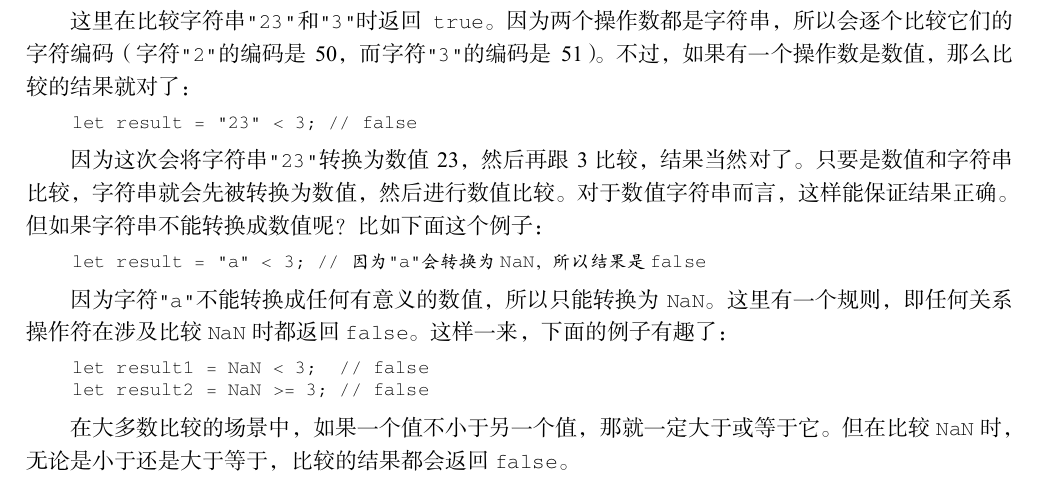 这里在比较字符串"23"和"3"时返回 true。因为两个操作数都是字符串，所以会逐个比较它们的
字符编码（字符"2"的编码是 50，而字符"3"的编码是 51）。不过，如果有一个操作数是数值，那么比
较的结果就对了：
let result = "23" < 3; // false
因为这次会将字符串"23"转换为数值 23，然后再跟 3 比较，结果当然对了。只要是数值和字符串
比较，字符串就会先被转换为数值，然后进行数值比较。对于数值字符串而言，这样能保证结果正确。
但如果字符串不能转换成数值呢？比如下面这个例子：
let result = "a" < 3; // 因为"a"会转换为 NaN，所以结果是 false
因为字符"a"不能转换成任何有意义的数值，所以只能转换为 NaN。这里有一个规则，即任何关系
操作符在涉及比较 NaN 时都返回 false。这样一来，下面的例子有趣了：
let result1 = NaN < 3;  // false
let result2 = NaN >= 3; // false
在大多数比较的场景中，如果一个值不小于另一个值，那就一定大于或等于它。但在比较 NaN 时，
无论是小于还是大于等于，比较的结果都会返回 false。